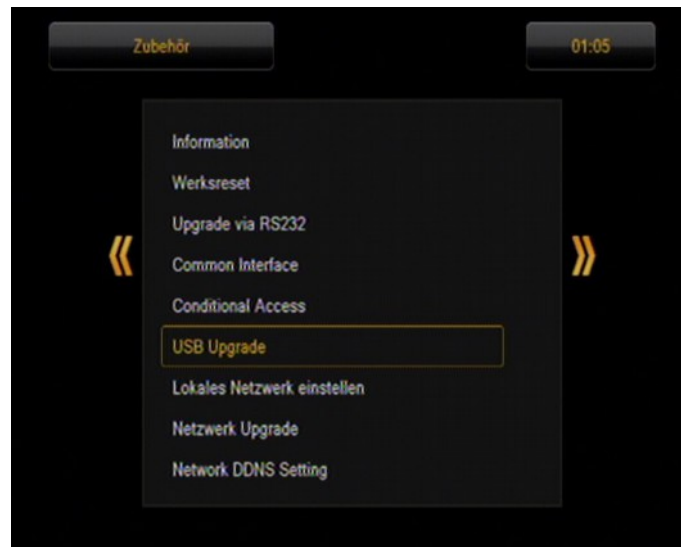 Zubehör
01:05
Information
Werksreset
Upgrade via RS232
Common Interface
Conditional Access
USB Upgrade
Lokales Netzwerk einstellen
Netzwerk Upgrade
Network DDNS Setting